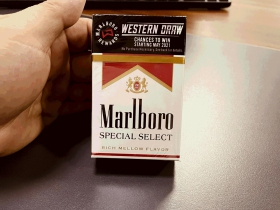 MARLBORO
REWARDS
WESTERN DRAW
CHANCES TO WIN
STARTING MAY 2021
Marlboro
SPECIAL SELECT
RICH MELLOW FLAVOR